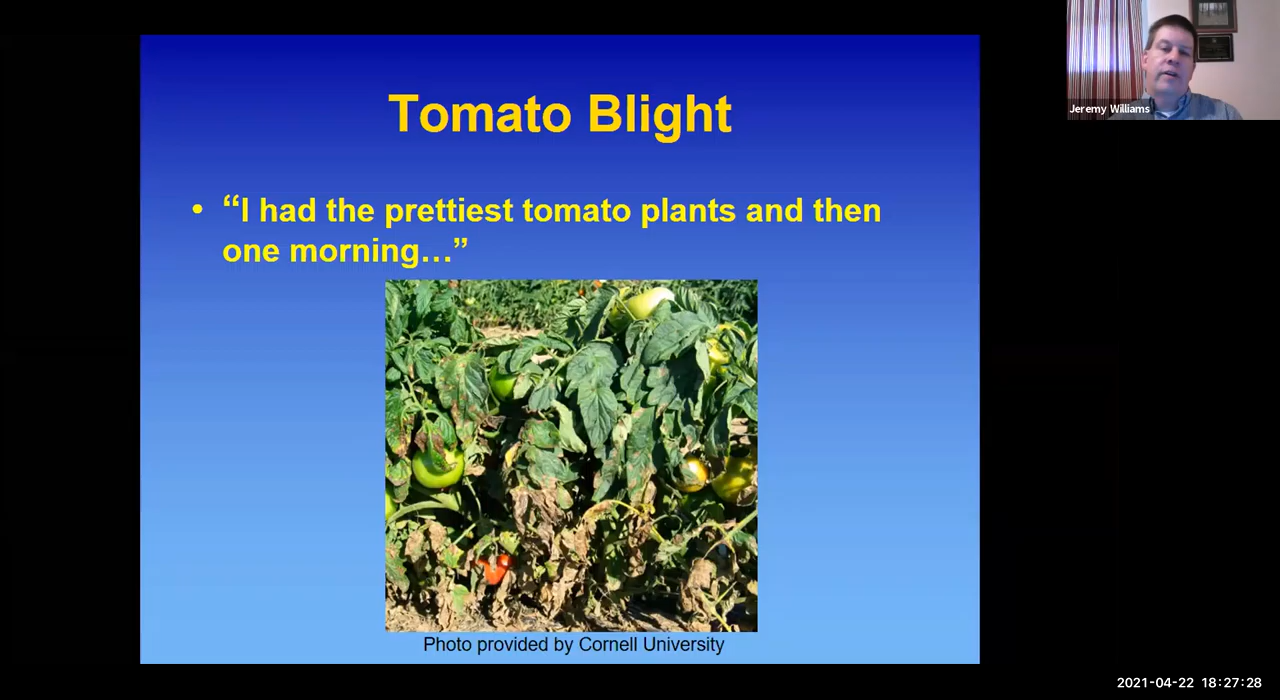 Tomato Blight
• “I had the prettiest tomato plants and then
one morning…”
Photo provided by Cornell University
Jeremy Williams
2021-04-22 18:27:28